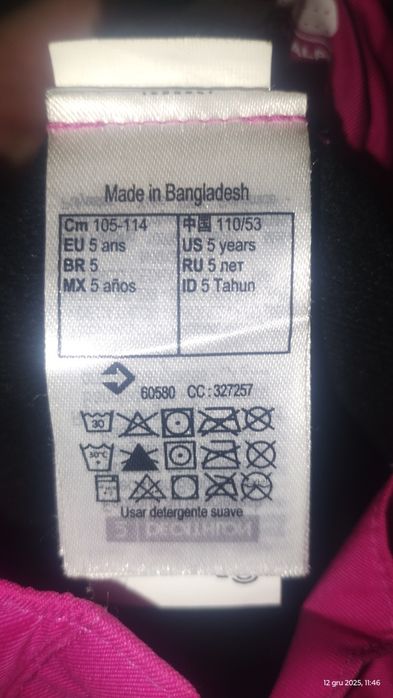 Made in Bangladesh
Cm 105-114
EU 5 ans
BR 5
MX 5 años
中国 110/53
US 5 years
RU 5 лет
ID 5 Tahun
60580 CC:327257
30
30°C
Usar detergente suave
12 gru 2025, 11:46